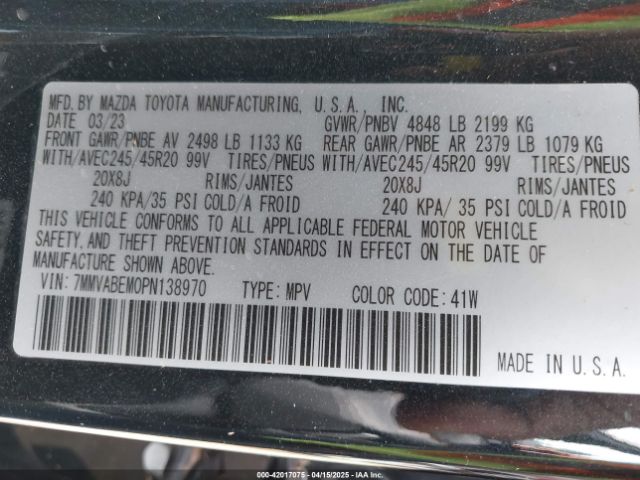 MFD. BY MAZDA TOYOTA MANUFACTURING, U.S.A., INC.
DATE 03/23 GVWR/PNBV 4848 LB 2199 KG
FRONT GAWR/PNBE AV 2498 LB 1133 KG REAR GAWR/PNBE AR 2379 LB 1079 KG
WITH/AVEC245/45R20 99V TIRES/PNEUS WITH/AVEC245/45R20 99V TIRES/PNEUS
20X8J RIMS/JANTES 20X8J RIMS/JANTES
240 KPA/35 PSI COLD/A FROID 240 KPA/ 35 PSI COLD/A FROID
THIS VEHICLE CONFORMS TO ALL APPLICABLE FEDERAL MOTOR VEHICLE
SAFETY, AND THEFT PREVENTION STANDARDS IN EFFECT ON THE DATE OF
MANUFACTURE SHOWN ABOVE.
VIN: 7MMVABEM0PN138970 TYPE: MPV COLOR CODE: 41W
MADE IN U.S.A.
000-42017075 - 04/15/2025 - IAAI.COM